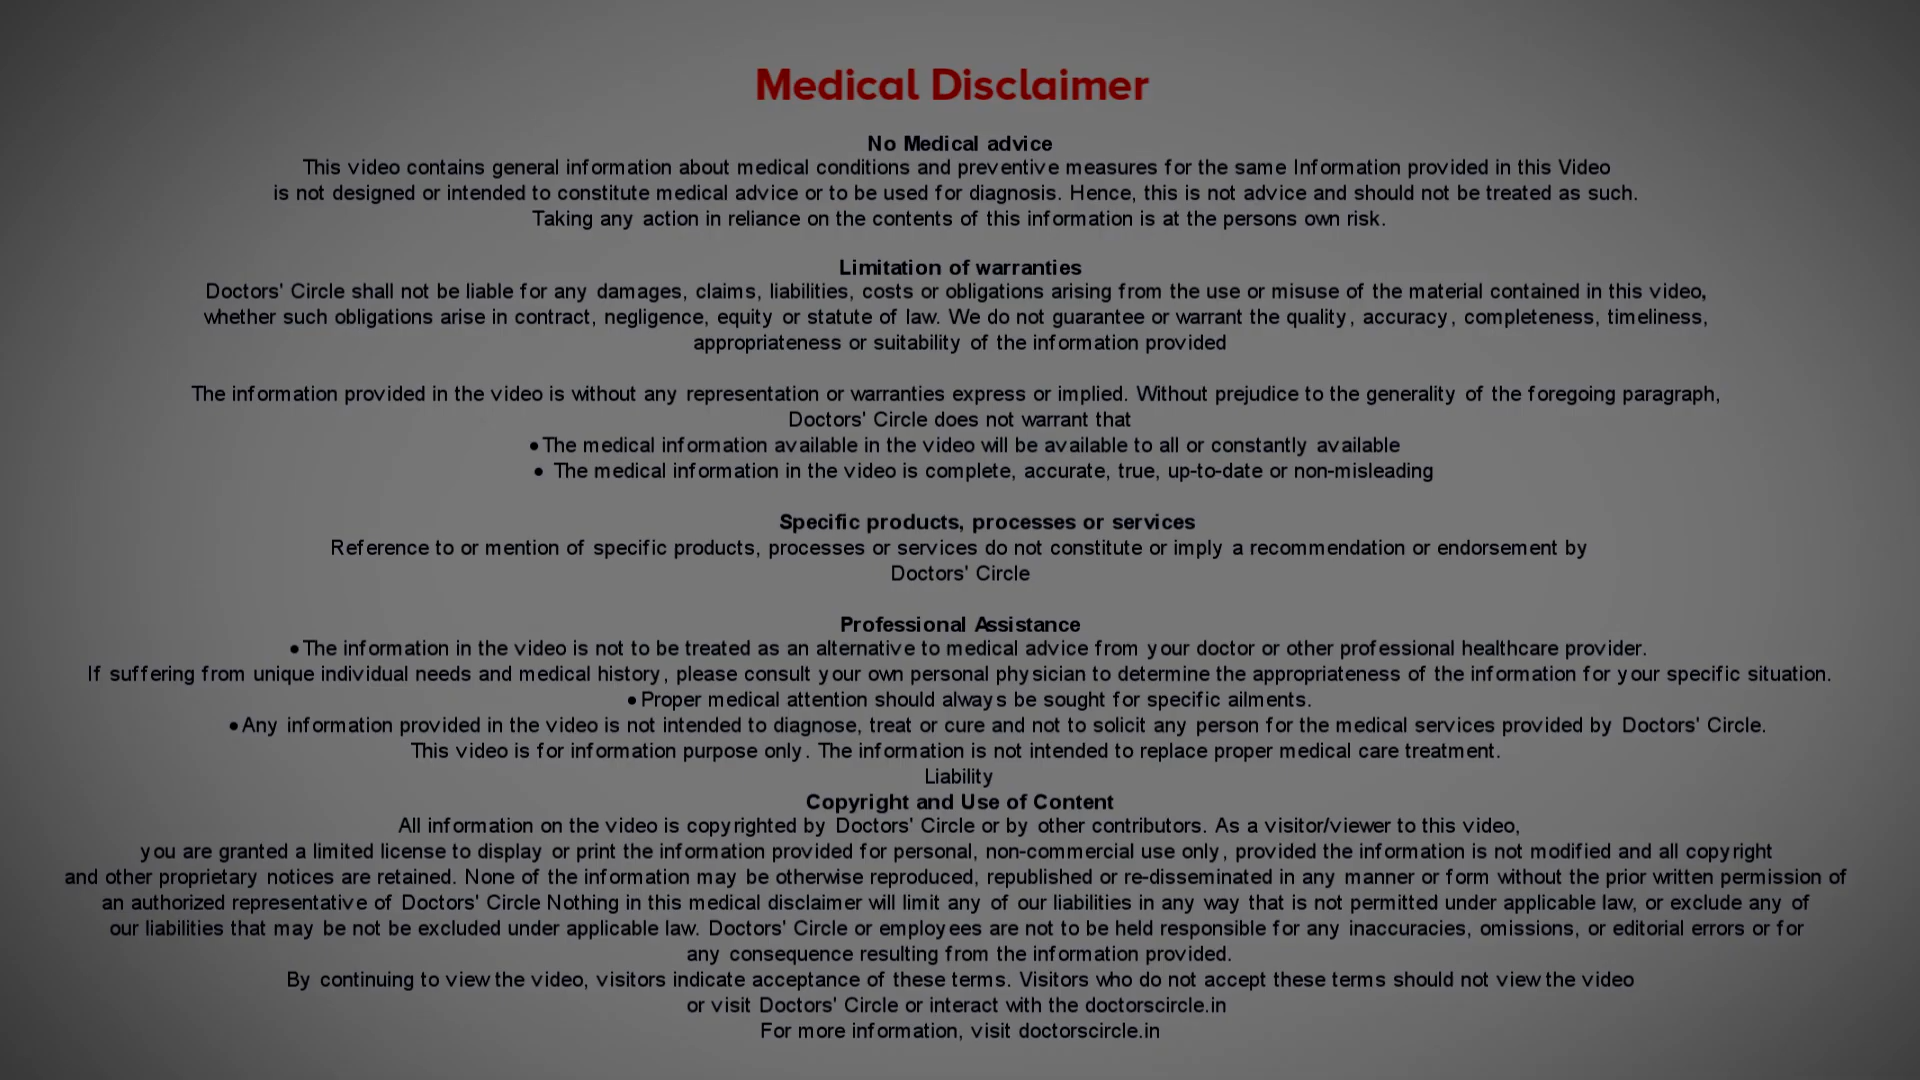 Medical Disclaimer
No Medical advice
This video contains general information about medical conditions and preventive measures for the same Information provided in this Video
is not designed or intended to constitute medical advice or to be used for diagnosis. Hence, this is not advice and should not be treated as such.
Taking any action in reliance on the contents of this information is at the persons own risk.
Limitation of warranties
Doctors' Circle shall not be liable for any damages, claims, liabilities, costs or obligations arising from the use or misuse of the material contained in this video,
whether such obligations arise in contract, negligence, equity or statute of law. We do not guarantee or warrant the quality, accuracy, completeness, timeliness,
appropriateness or suitability of the information provided
The information provided in the video is without any representation or warranties express or implied. Without prejudice to the generality of the foregoing paragraph,
Doctors' Circle does not warrant that
•The medical information available in the video will be available to all or constantly available
• The medical information in the video is complete, accurate, true, up-to-date or non-misleading
Specific products, processes or services
Reference to or mention of specific products, processes or services do not constitute or imply a recommendation or endorsement by
Doctors' Circle
Professional Assistance
•The information in the video is not to be treated as an alternative to medical advice from your doctor or other professional healthcare provider.
If suffering from unique individual needs and medical history, please consult your own personal physician to determine the appropriateness of the information for your specific situation.
•Proper medical attention should always be sought for specific ailments.
•Any information provided in the video is not intended to diagnose, treat or cure and not to solicit any person for the medical services provided by Doctors' Circle.
This video is for information purpose only. The information is not intended to replace proper medical care treatment.
Liability
Copyright and Use of Content
All information on the video is copyrighted by Doctors' Circle or by other contributors. As a visitor/viewer to this video,
you are granted a limited license to display or print the information provided for personal, non-commercial use only, provided the information is not modified and all copyright
and other proprietary notices are retained. None of the information may be otherwise reproduced, republished or re-disseminated in any manner or form without the prior written permission of
an authorized representative of Doctors' Circle Nothing in this medical disclaimer will limit any of our liabilities in any way that is not permitted under applicable law, or exclude any of
our liabilities that may be not be excluded under applicable law. Doctors' Circle or employees are not to be held responsible for any inaccuracies, omissions, or editorial errors or for
any consequence resulting from the information provided.
By continuing to view the video, visitors indicate acceptance of these terms. Visitors who do not accept these terms should not view the video
or visit Doctors' Circle or interact with the doctorscircle.in
For more information, visit doctorscircle.in